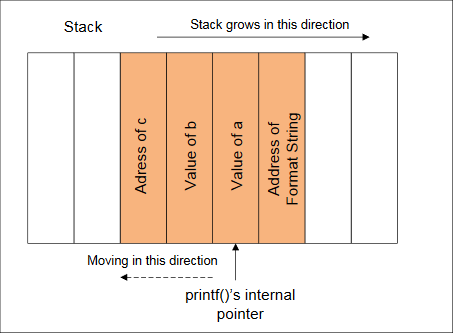 Stack
Stack grows in this direction
Adress of c
Value of b
Value of a
Address of
Format String
Moving in this direction
printf()'s internal
pointer